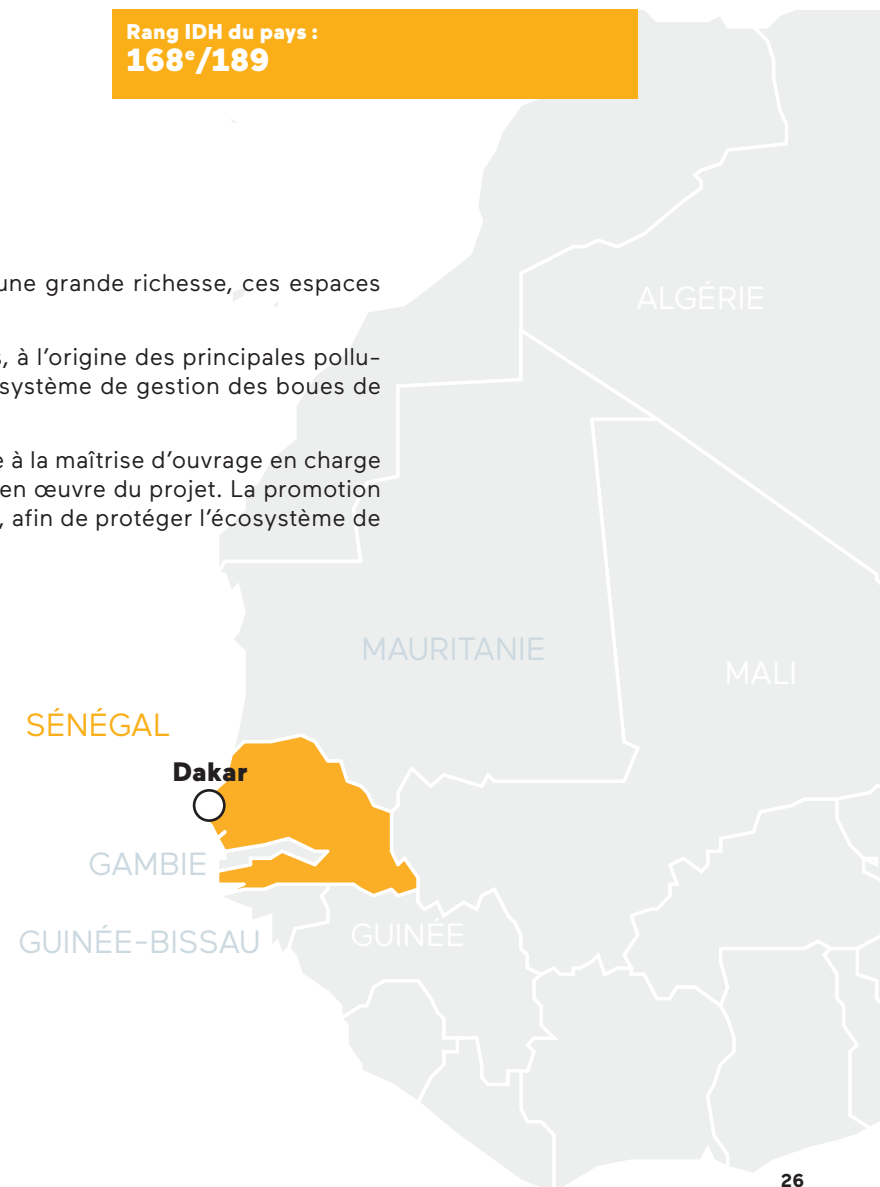 Rang IDH du pays :
168e/189
une grande richesse, ces espaces
ALGÉRIE
s, à l'origine des principales pollu-
système de gestion des boues de
e à la maîtrise d'ouvrage en charge
en œuvre du projet. La promotion
, afin de protéger l'écosystème de
MAURITANIE
MALI
SÉNÉGAL
Dakar
GAMBIE
GUINÉE
GUINÉE-BISSAU
26